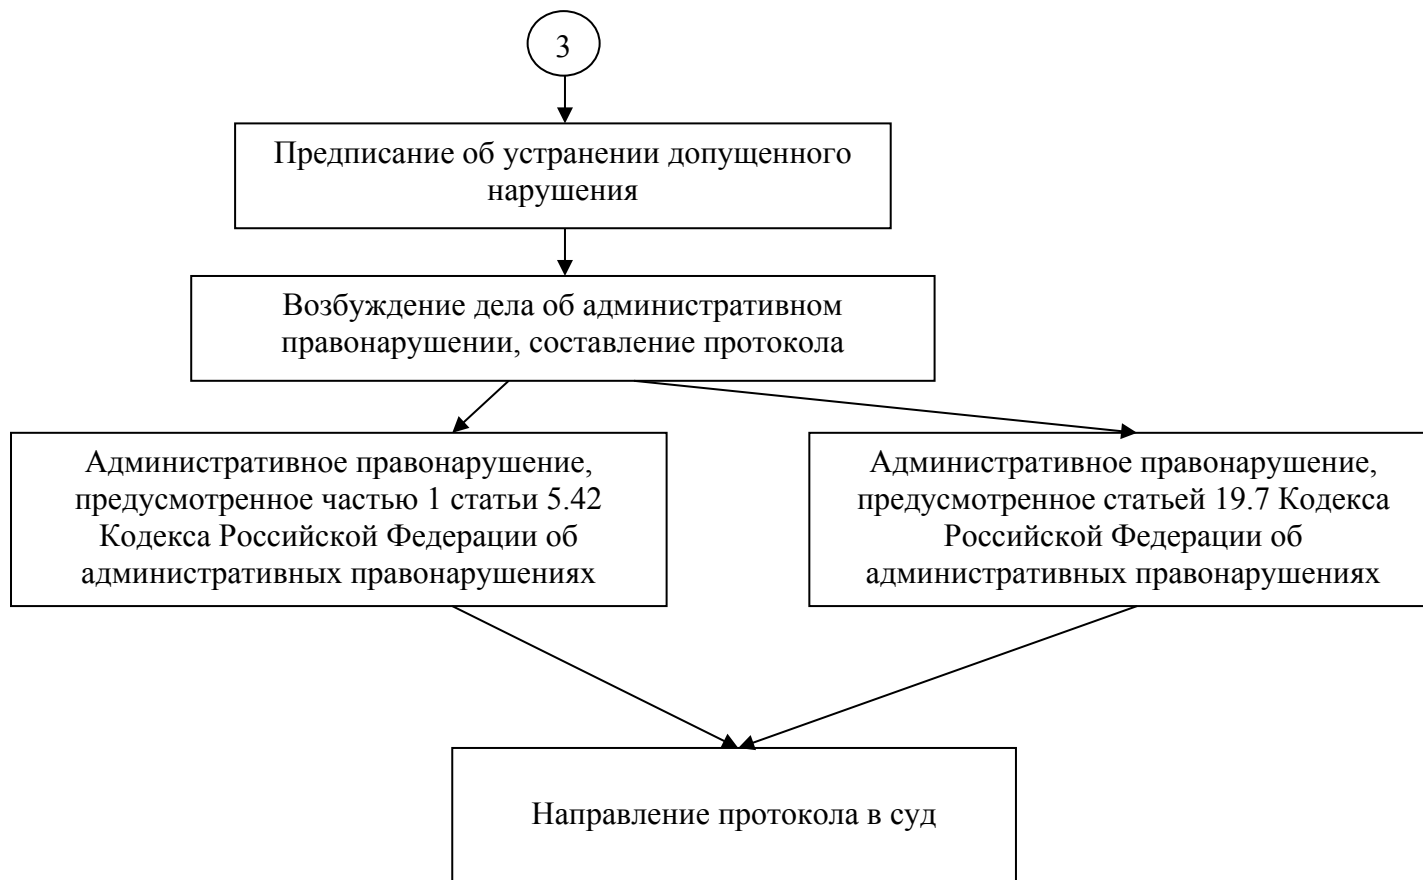 3
Предписание об устранении допущенного
нарушения
Возбуждение дела об административном
правонарушении, составление протокола
Административное правонарушение,
предусмотренное частью 1 статьи 5.42
Кодекса Российской Федерации об
административных правонарушениях
Административное правонарушение,
предусмотренное статьей 19.7 Кодекса
Российской Федерации об
административных правонарушениях
Направление протокола в суд